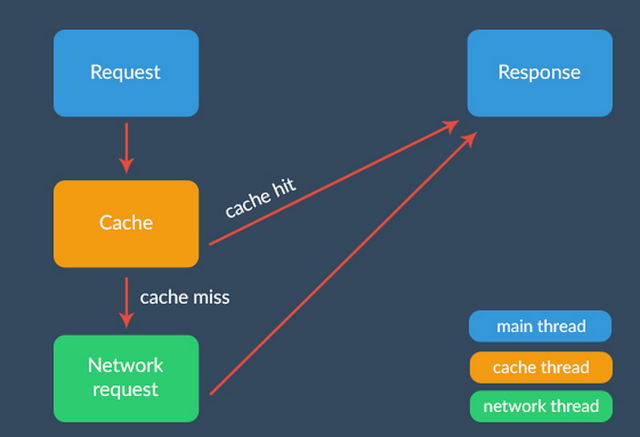 Request
Response
Cache
cache hit
cache miss
Network
request
main thread
cache thread
network thread